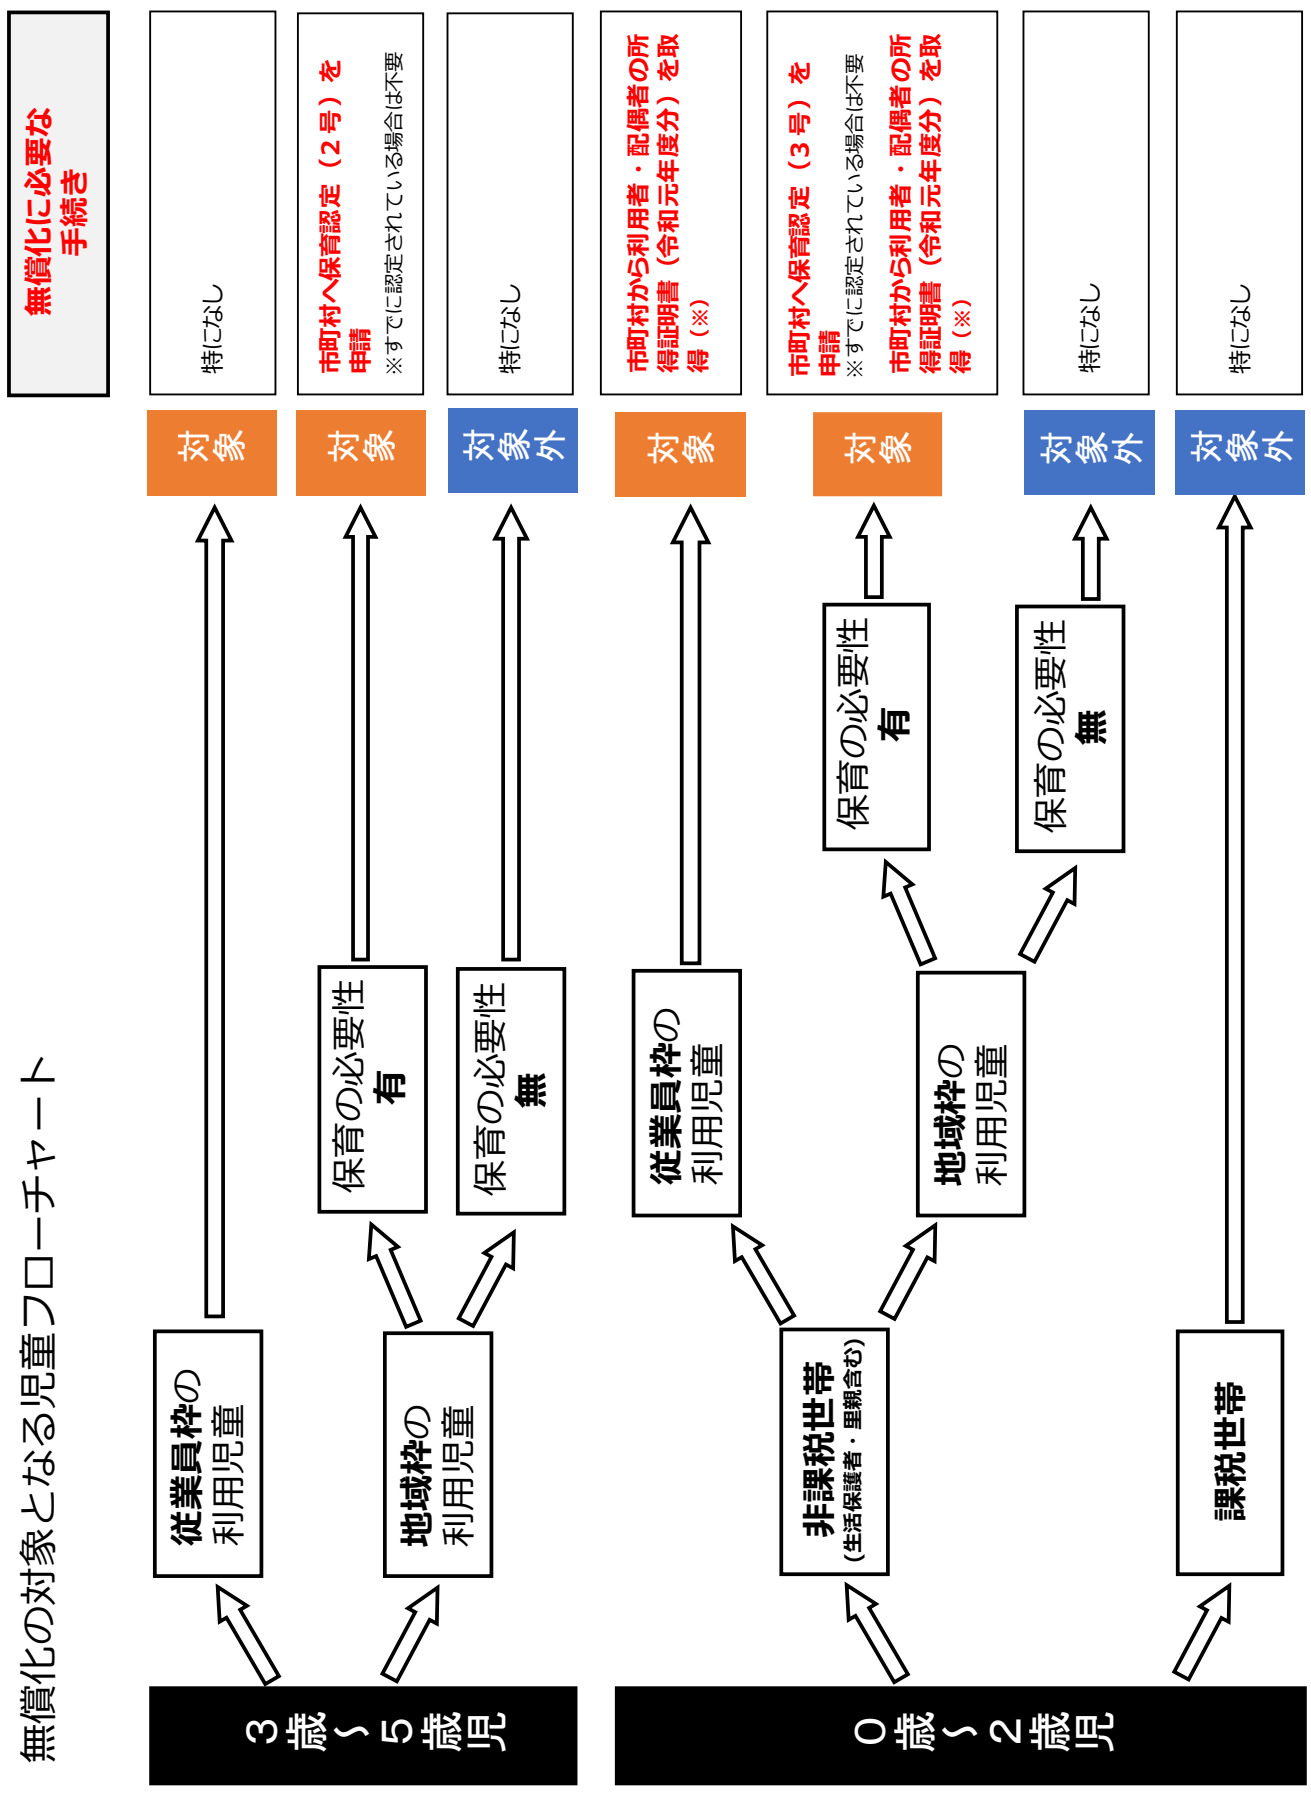 無償化の対象となる児童フローチャート
無償化に必要な
手続き
3歳～5歳児
従業員枠の
利用児童
対象
特になし
地域枠の
利用児童
保育の必要性
有
対象
市町村へ保育認定（2号）を
申請
※すでに認定されている場合は不要
保育の必要性
無
対象外
特になし
0歳～2歳児
非課税世帯
(生活保護者・里親含む)
従業員枠の
利用児童
対象
市町村から利用者・配偶者の所
得証明書（令和元年度分）を取
得（※）
地域枠の
利用児童
保育の必要性
有
対象
市町村へ保育認定（3号）を
申請
※すでに認定されている場合は不要
市町村から利用者・配偶者の所
得証明書（令和元年度分）を取
得（※）
保育の必要性
無
対象外
特になし
課税世帯
対象外
特になし